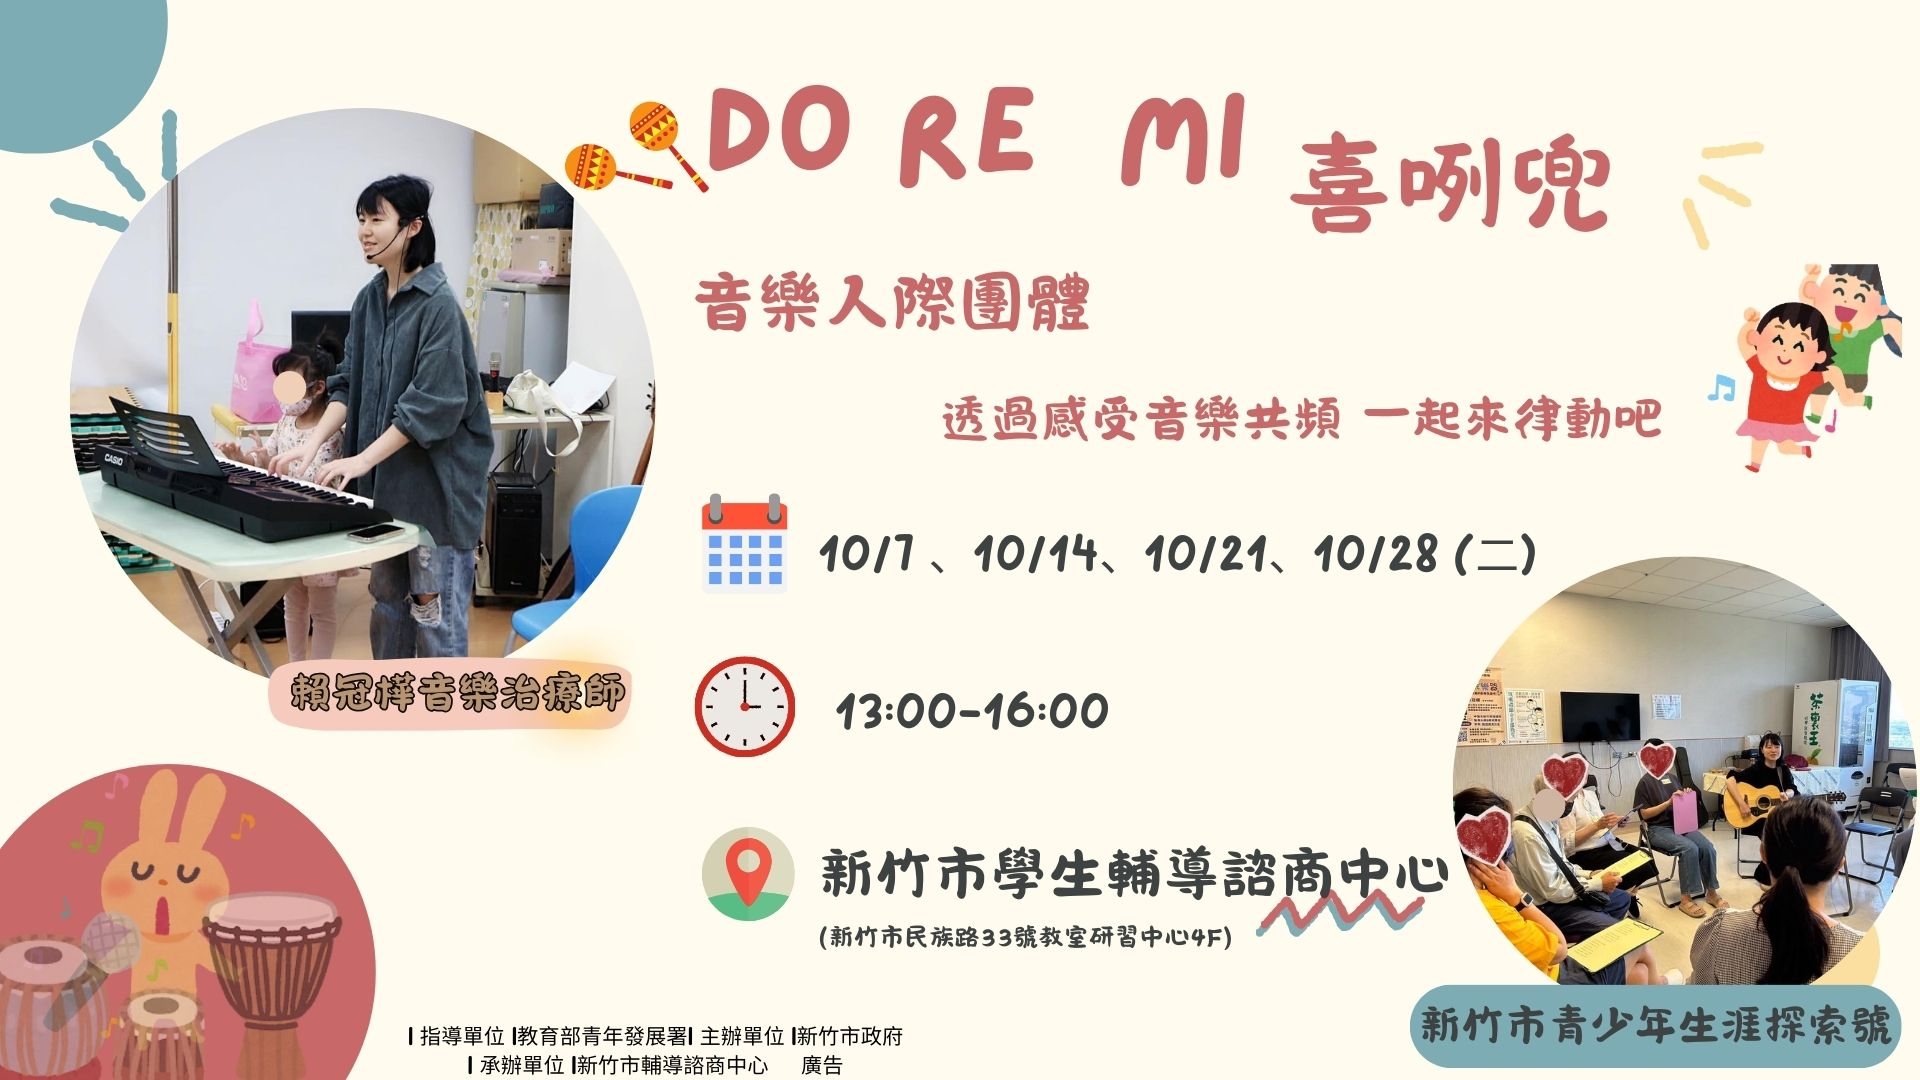 DO RE MI 喜咧兜
音樂人際團體
透過感受音樂共頻 一起來律動吧
CASIO
賴冠樺音樂治療師
10/7、10/14、10/21、10/28 (二)
13:00-16:00
新竹市學生輔導諮商中心
(新竹市民族路33號教室研習中心4F)
茶裏王
新竹市青少年生涯探索號
| 指導單位 |教育部青年發展署| 主辦單位 |新竹市政府
| 承辦單位 |新竹市輔導諮商中心 廣告